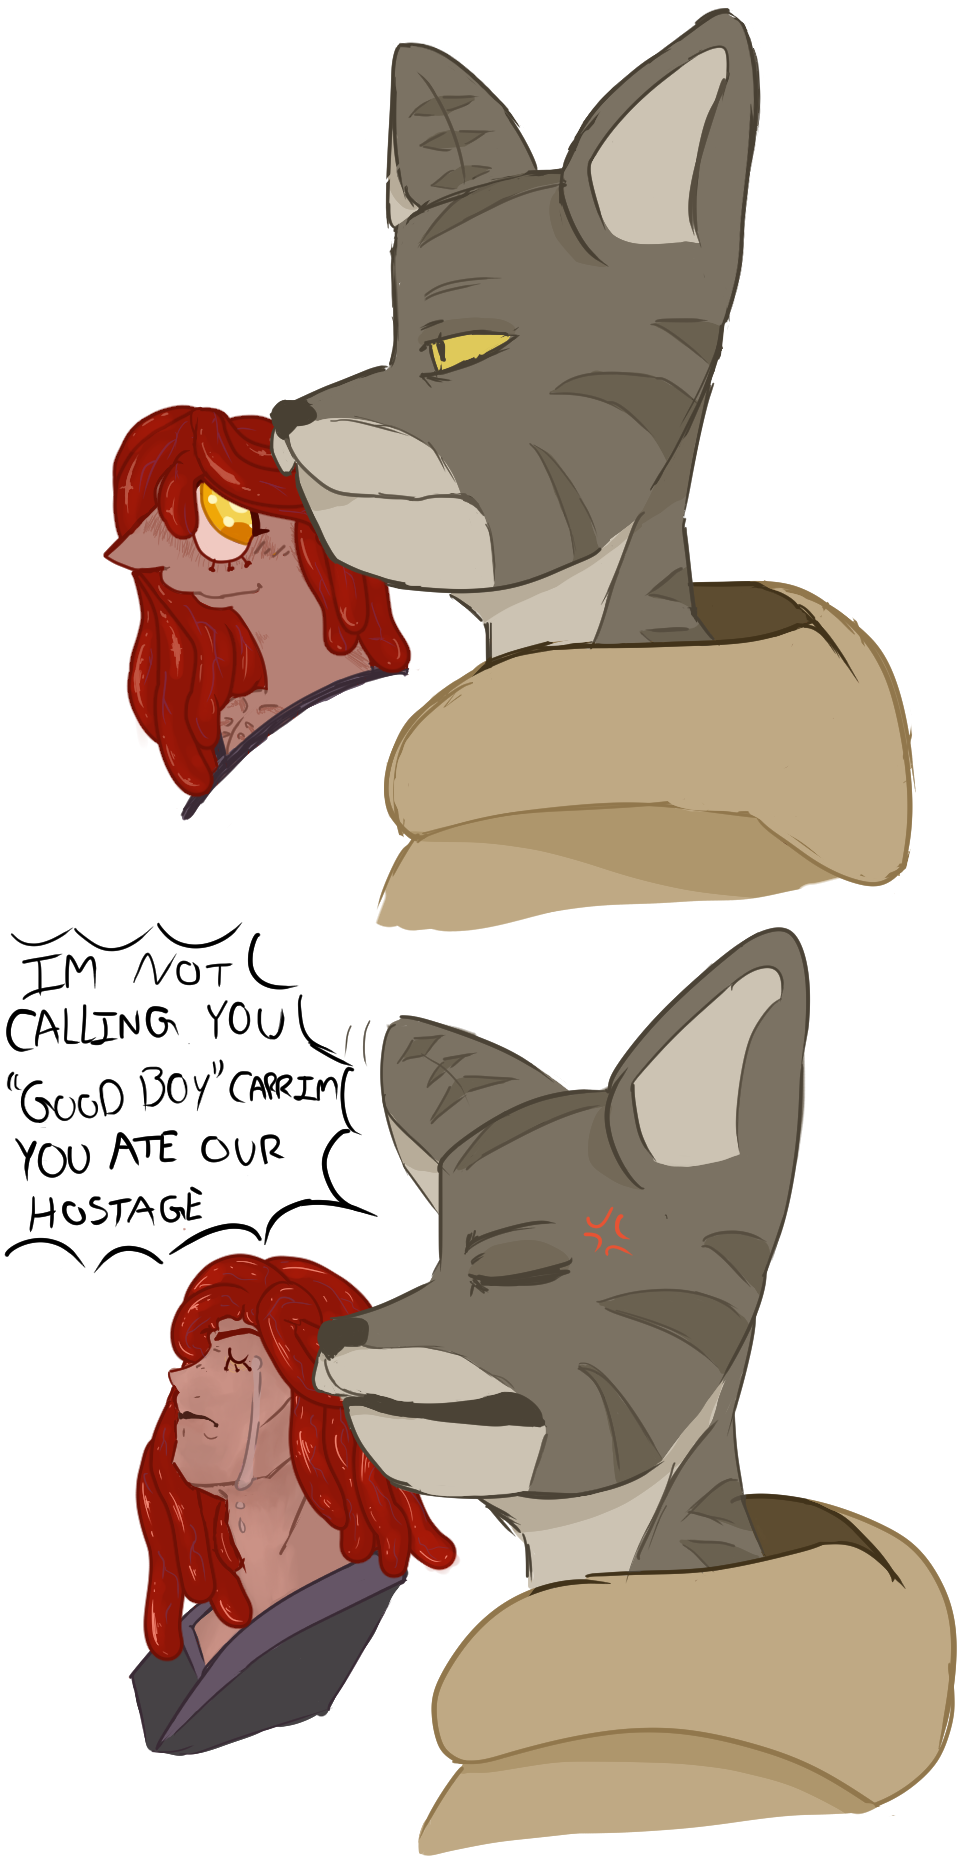 IM NOT
CALLING YOU
"GOOD BOY" CARRIM
YOU ATE OUR
HOSTAGE